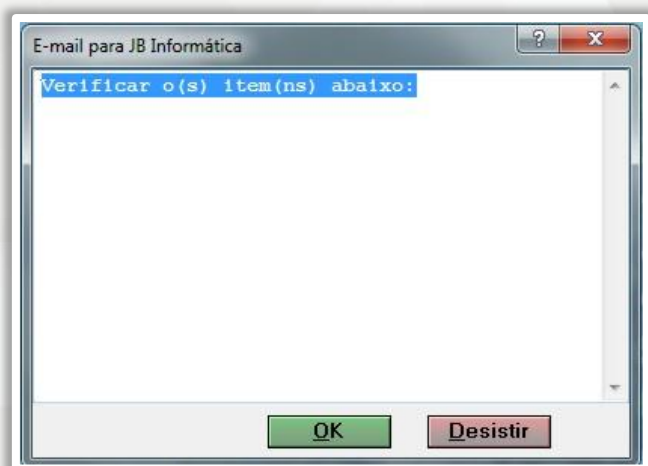 E-mail para JB Informática
?
X
Verificar o(s) item(ns) abaixo:
OK
Desistir